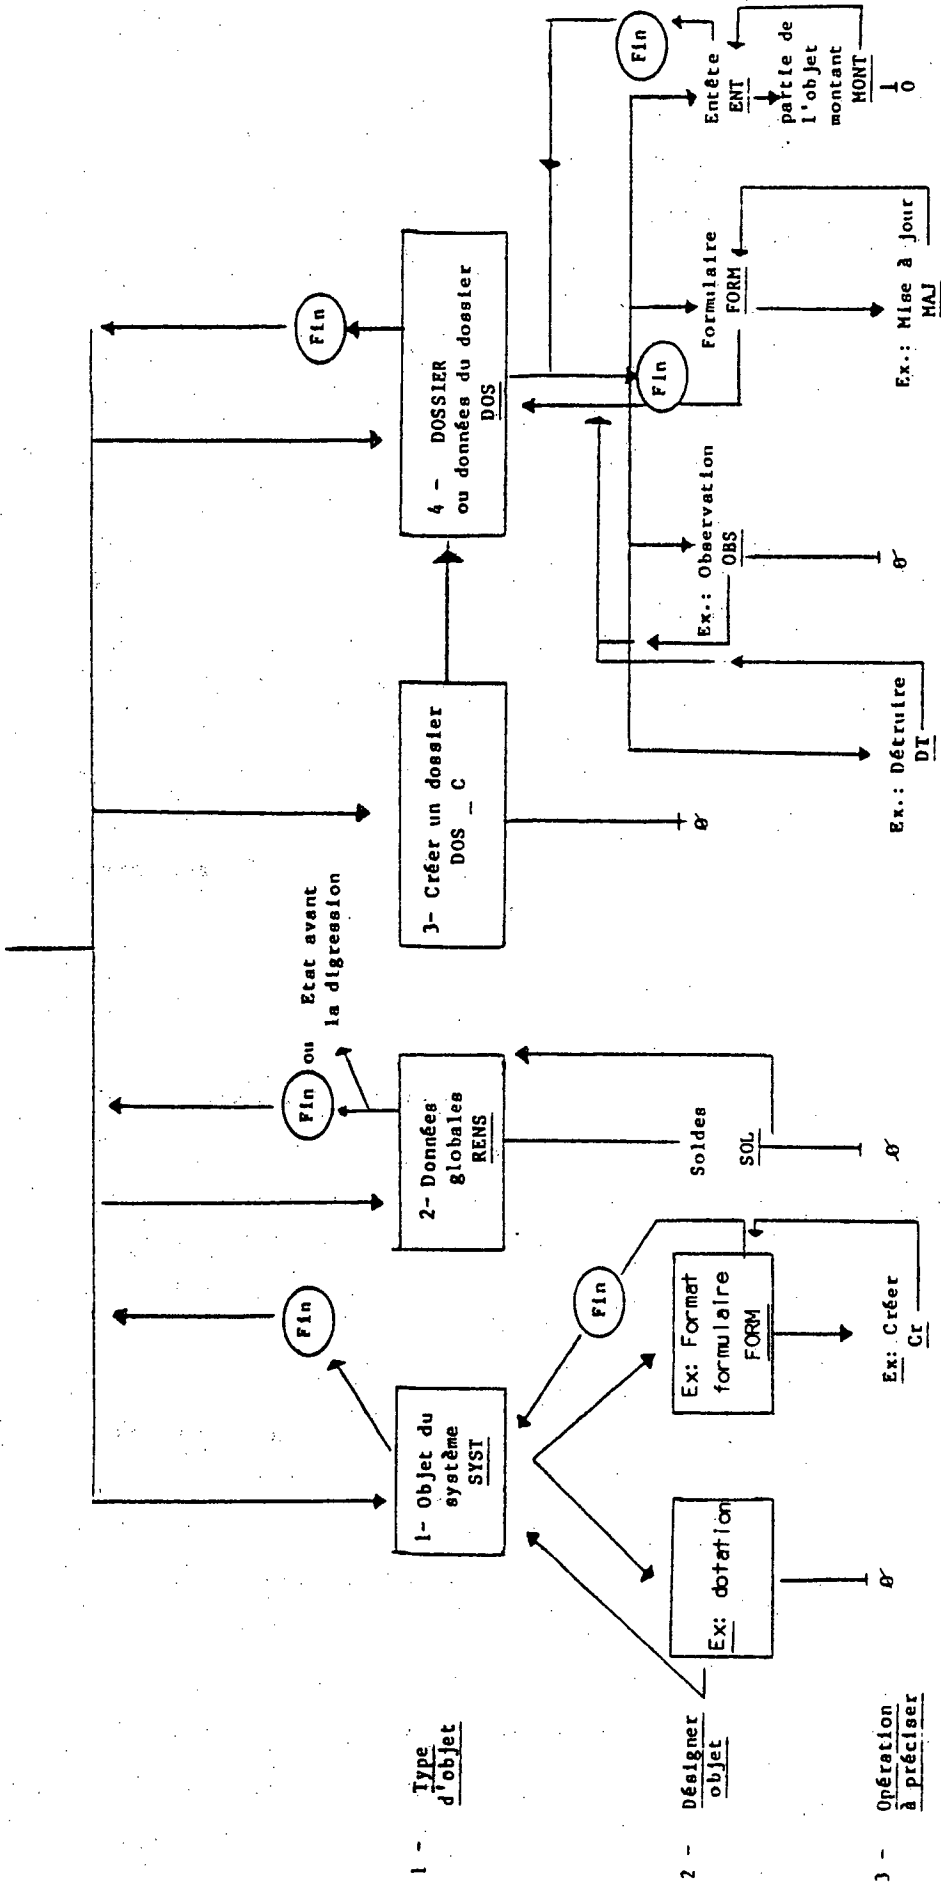 1 - Type
d'objet
1- Objet du
système
SYST
Fin
2- Données
globales
RENS
Fin
ou Etat avant
la digression
3- Créer un dossier
DOS _ C
4 - DOSSIER
ou données du dossier
DOS
Fin
2 - Désigner
objet
Ex: dotation
Ex: Format
formulaire
FORM
Fin
Soldes
SOL
Ex.: Observation
OBS
Fin
Formulaire
FORM
Entête
ENT
Fin
partie de
l'objet
montant
MONT
0
3 - Opération
à préciser
Ø
Ex: Créer
Cr
Ø
Ø
Ex.: Détruire
DT
Ø
Ex.: Mise à jour
MAJ